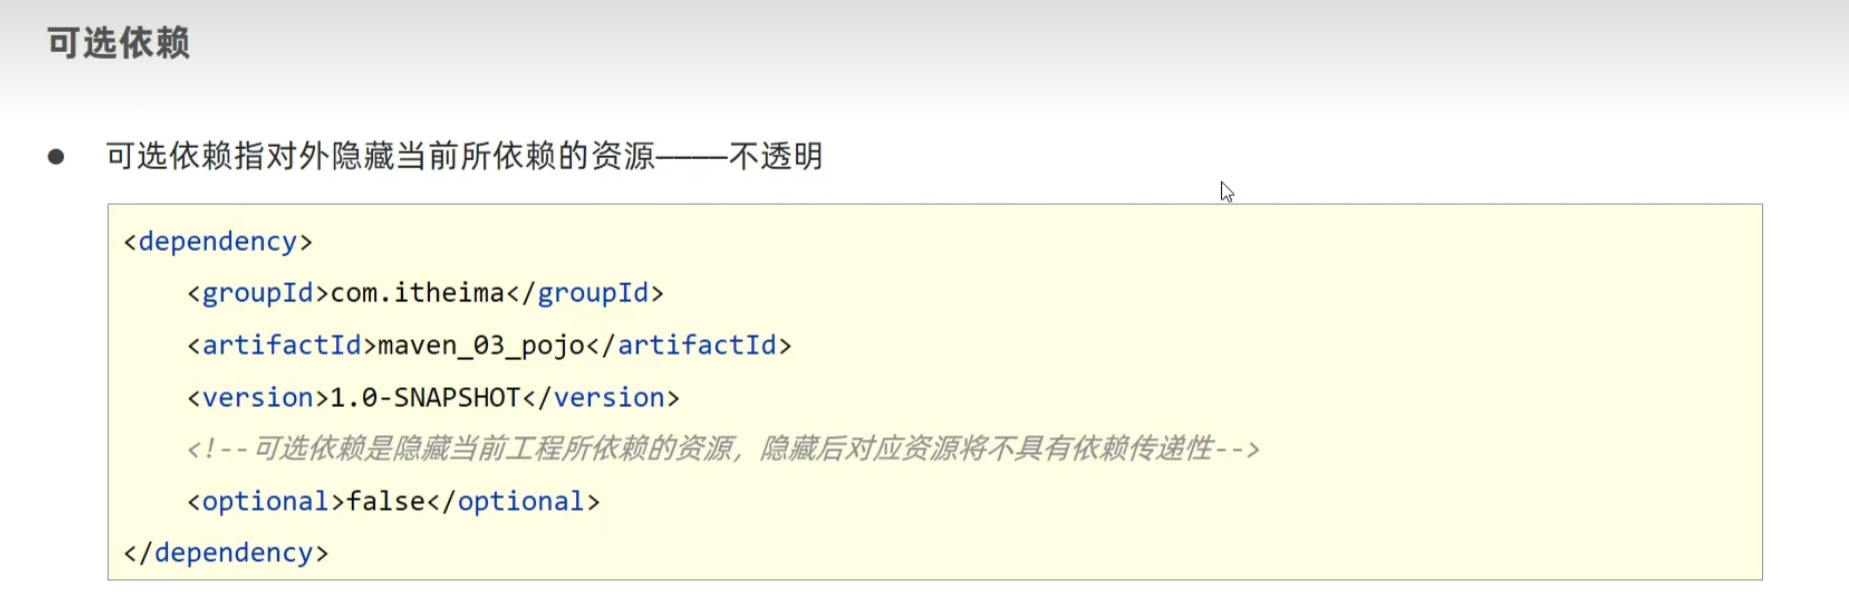 可选依赖
● 可选依赖指对外隐藏当前所依赖的资源————不透明
<dependency>
    <groupId>com.itheima</groupId>
    <artifactId>maven_03_pojo</artifactId>
    <version>1.0-SNAPSHOT</version>
    <!--可选依赖是隐藏当前工程所依赖的资源，隐藏后对应资源将不具有依赖传递性-->
    <optional>false</optional>
</dependency>